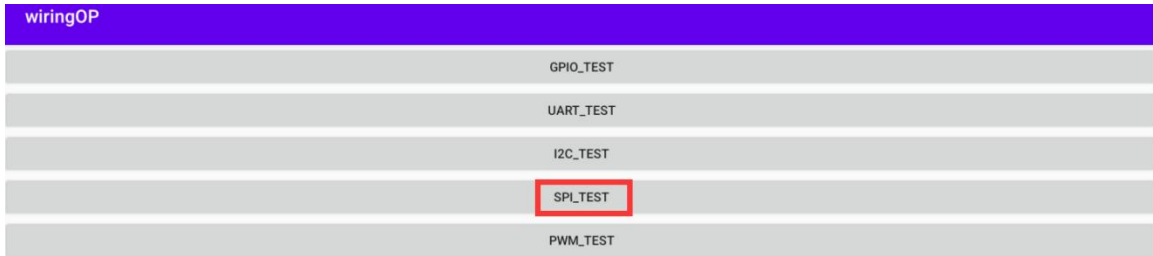 wiringOP
GPIO_TEST
UART_TEST
I2C_TEST
SPI_TEST
PWM_TEST